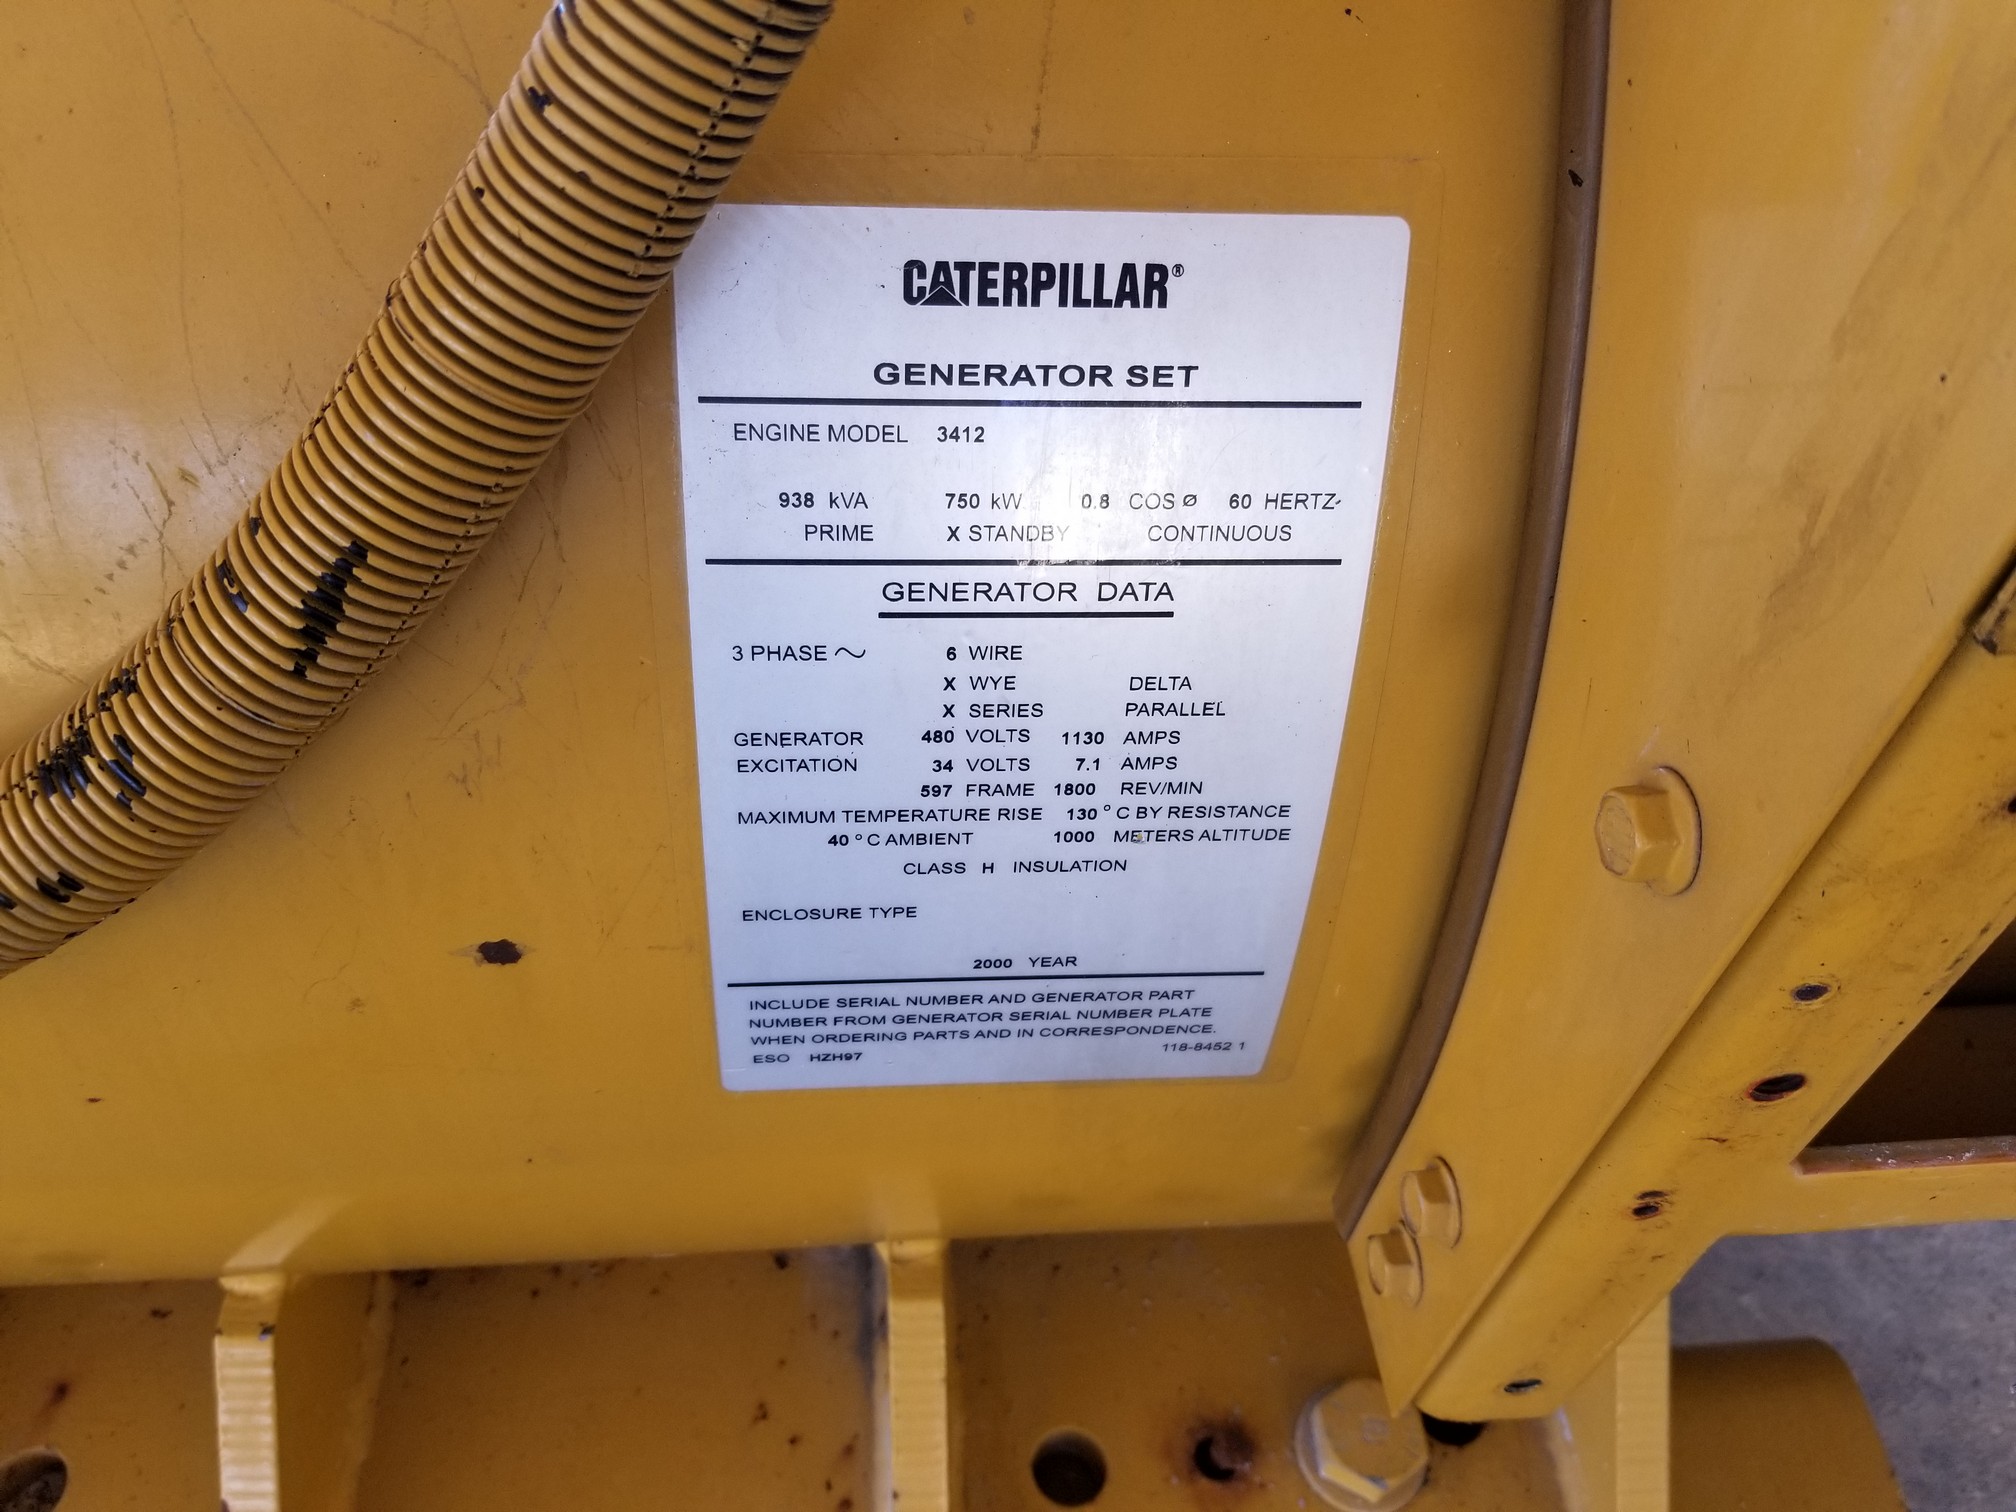 CATERPILLAR®
GENERATOR SET
ENGINE MODEL 3412
938 kVA 750 kW 0.8 COS Ø 60 HERTZ
PRIME X STANDBY CONTINUOUS
GENERATOR DATA
3 PHASE ~ 6 WIRE
X WYE DELTA
X SERIES PARALLEL
GENERATOR 480 VOLTS 1130 AMPS
EXCITATION 34 VOLTS 7.1 AMPS
597 FRAME 1800 REV/MIN
MAXIMUM TEMPERATURE RISE 130 °C BY RESISTANCE
40 °C AMBIENT 1000 METERS ALTITUDE
CLASS H INSULATION
ENCLOSURE TYPE
2000 YEAR
INCLUDE SERIAL NUMBER AND GENERATOR PART
NUMBER FROM GENERATOR SERIAL NUMBER PLATE
WHEN ORDERING PARTS AND IN CORRESPONDENCE.
ESO HZH97 118-8452 1